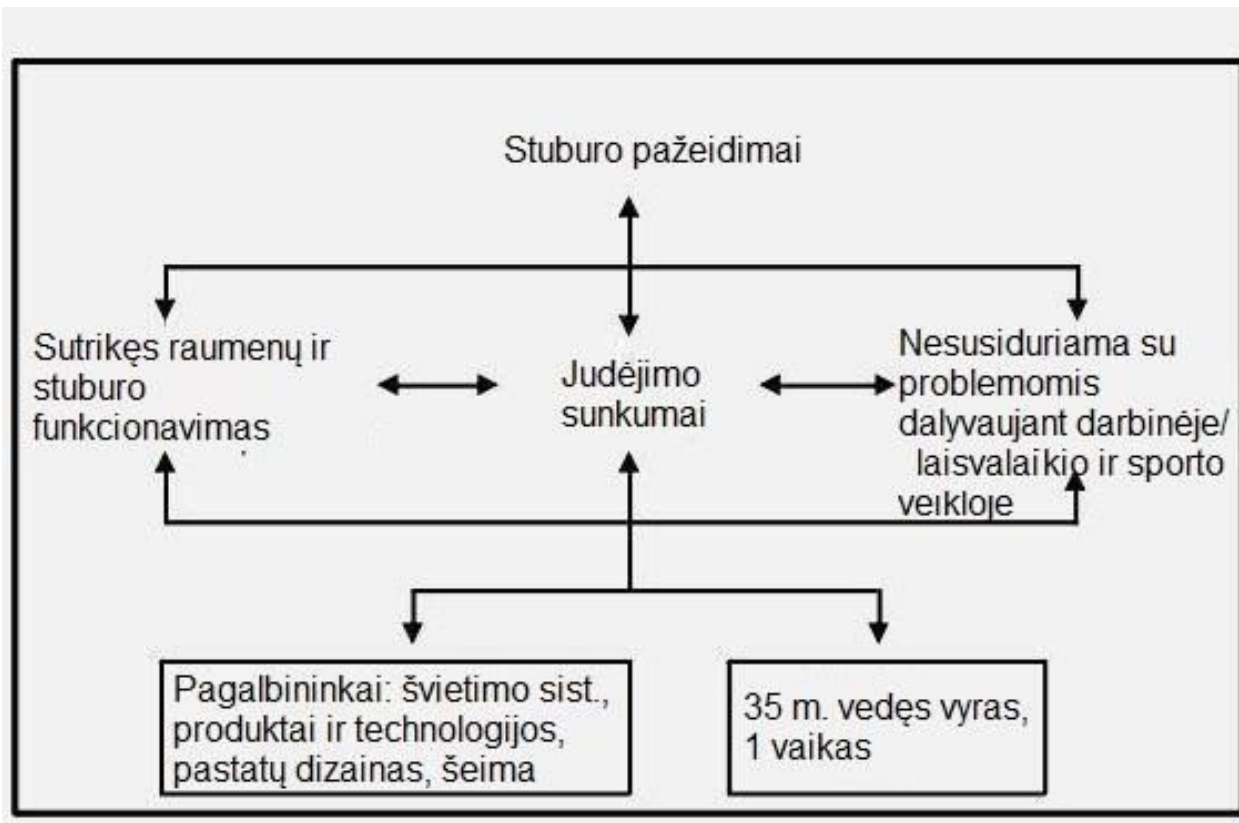 Stuburo pažeidimai
Sutrikęs raumenų ir
stuburo
funkcionavimas
Judėjimo
sunkumai
Nesusiduriama su
problemomis
dalyvaujant darbinėje/
laisvalaikio ir sporto
veikloje
Pagalbininkai: švietimo sist.,
produktai ir technologijos,
pastatų dizainas, šeima
35 m. vedęs vyras,
1 vaikas